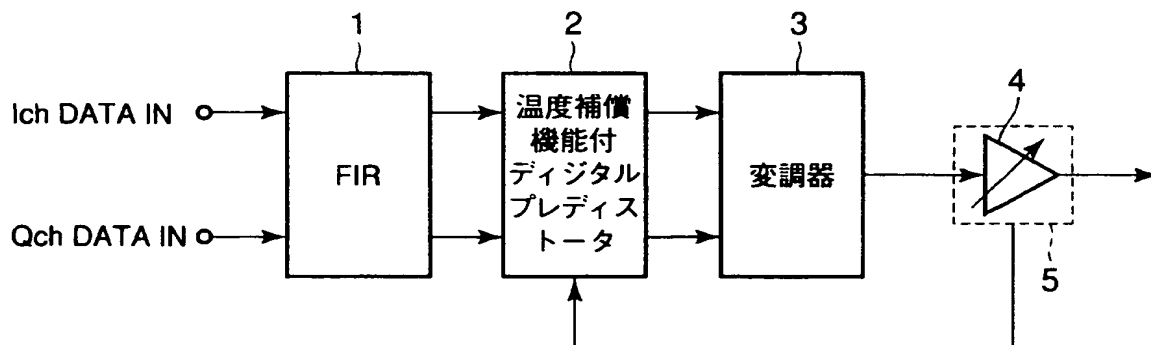 1
2
3
4
Ich DATA IN
Qch DATA IN
FIR
温度補償
機能付
ディジタル
プレディス
トータ
変調器
5